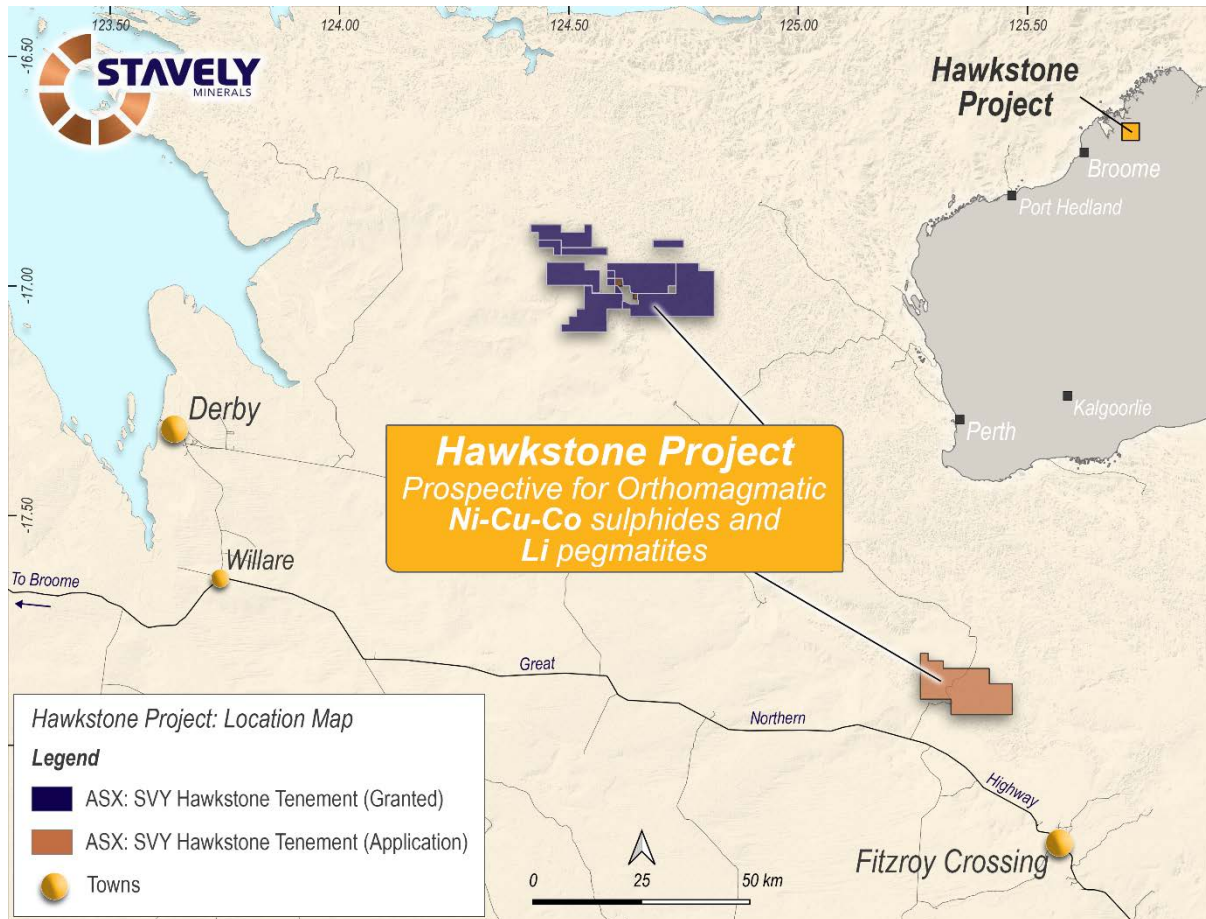 123.50
124.00
124.50
125.00
125.50
-16.50
-17.00
-17.50
STAVELY
MINERALS
Hawkstone
Project
Broome
Port Hedland
Kalgoorlie
Perth
Derby
Hawkstone Project
Prospective for Orthomagmatic
Ni-Cu-Co sulphides and
Li pegmatites
Willare
To Broome
Great
Northern
Highway
Fitzroy Crossing
Hawkstone Project: Location Map
Legend
ASX: SVY Hawkstone Tenement (Granted)
ASX: SVY Hawkstone Tenement (Application)
Towns
0 25 50 km